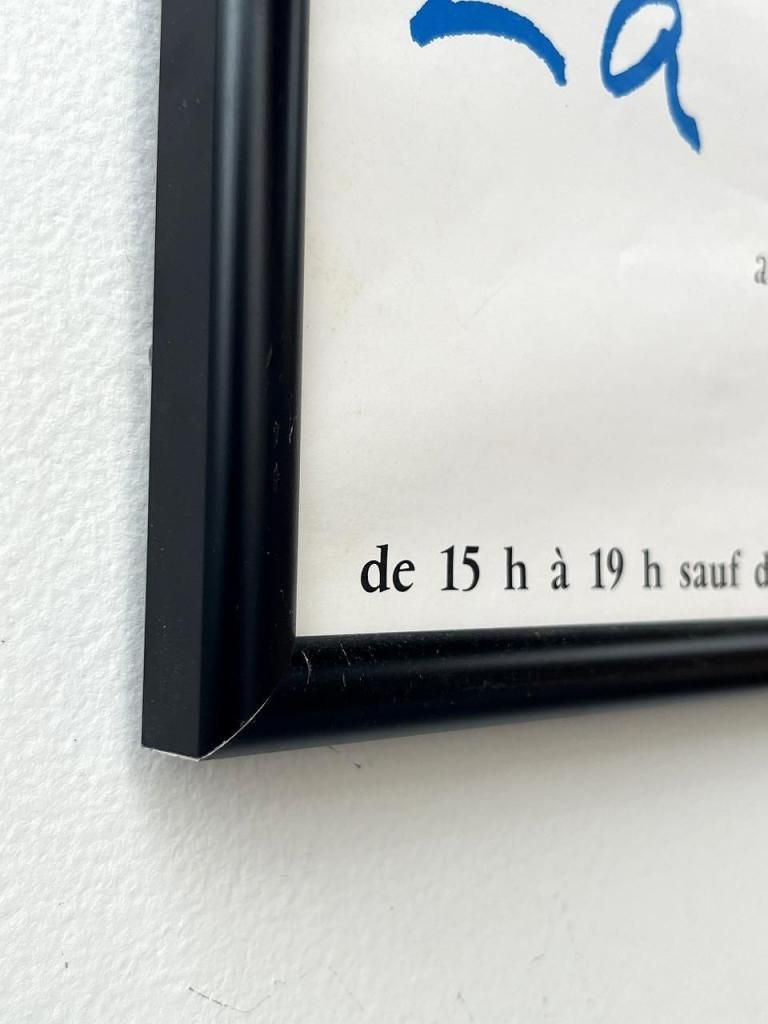 a
de 15 h à 19 h sauf d